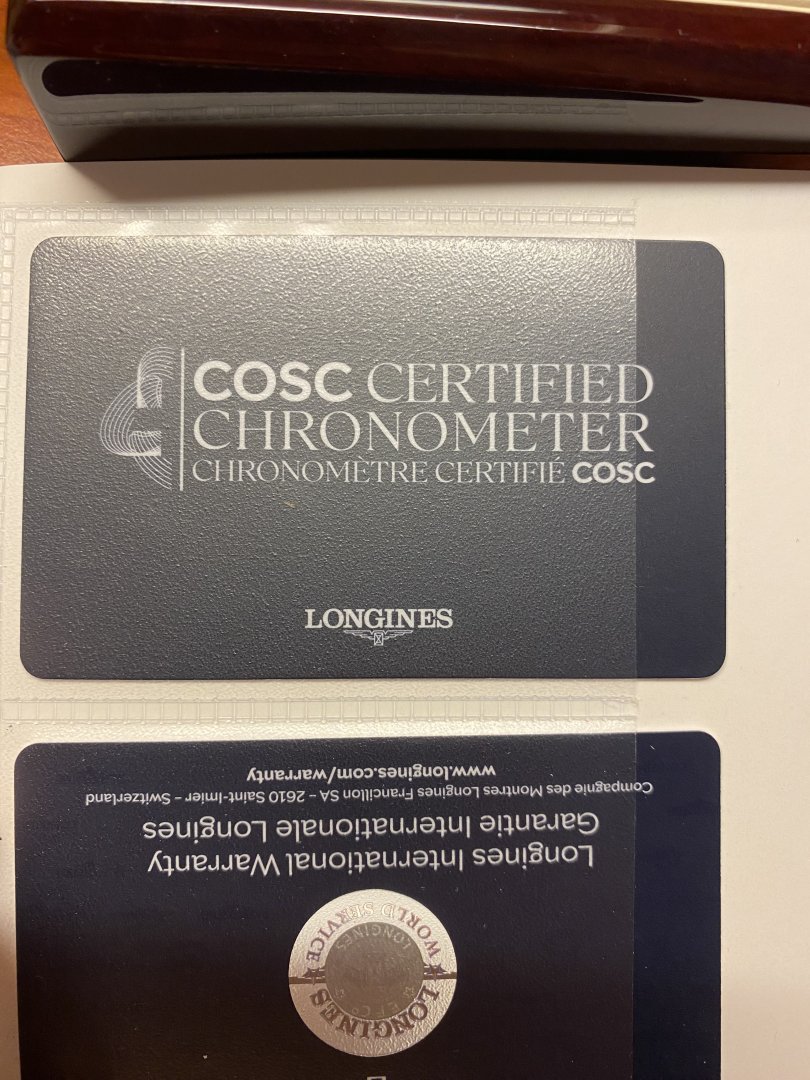 COSC CERTIFIED
CHRONOMETER
CHRONOMÈTRE CERTIFIÉ COSC
LONGINES
LONGINES
WORLD SERVICE
LONGINES
Longines International Warranty
Garantie Internationale Longines
Compagnie des Montres Longines Francillon SA – 2610 Saint-Imier – Switzerland
www.longines.com/warranty